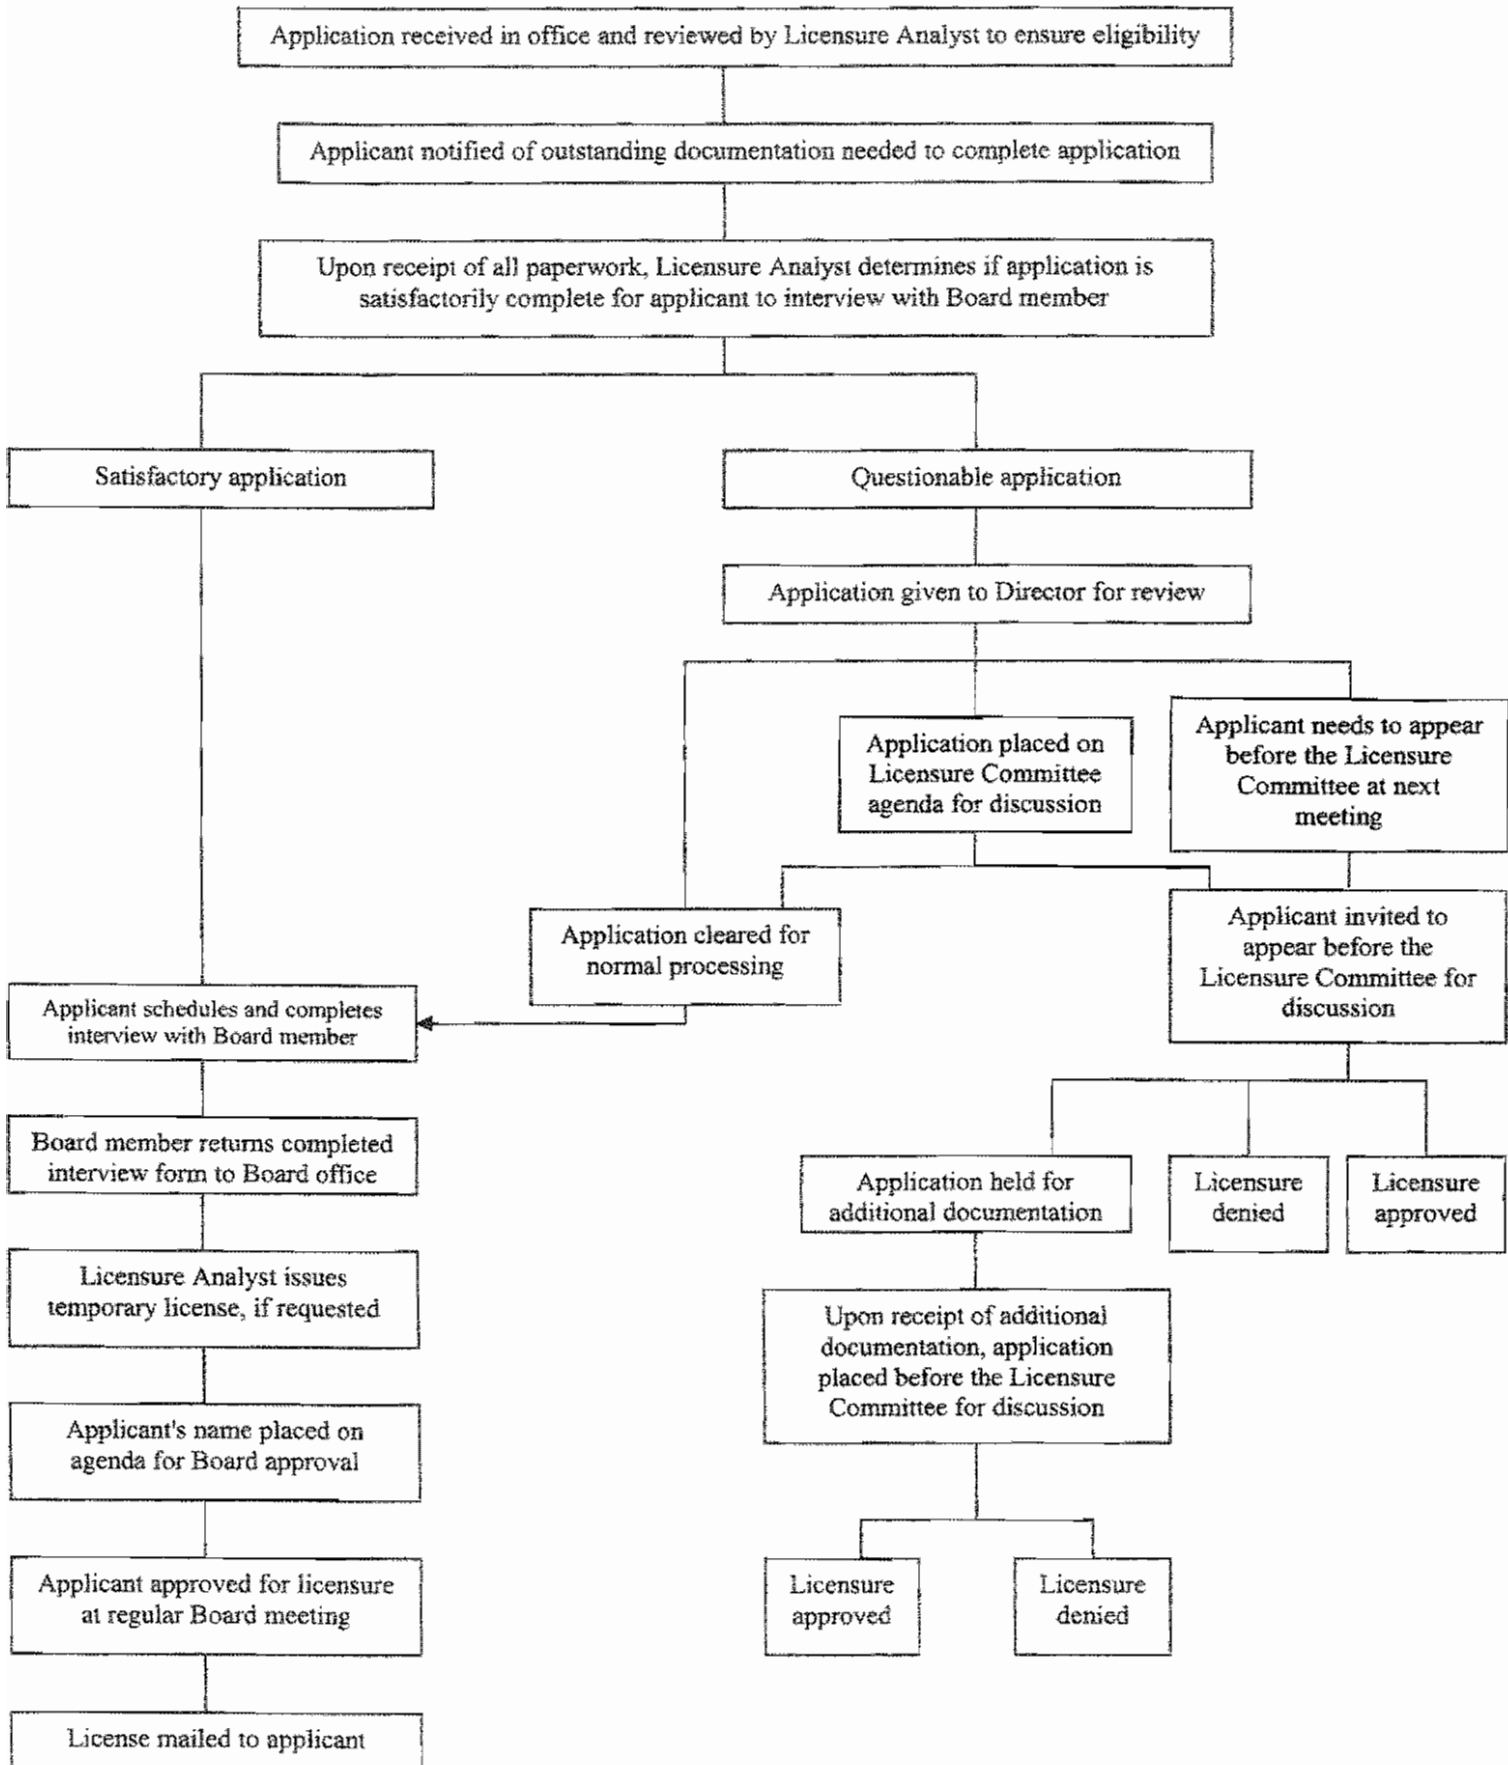 Application received in office and reviewed by Licensure Analyst to ensure eligibility
Applicant notified of outstanding documentation needed to complete application
Upon receipt of all paperwork, Licensure Analyst determines if application is
satisfactorily complete for applicant to interview with Board member
Satisfactory application
Questionable application
Application given to Director for review
Application placed on
Licensure Committee
agenda for discussion
Applicant needs to appear
before the Licensure
Committee at next
meeting
Application cleared for
normal processing
Applicant invited to
appear before the
Licensure Committee for
discussion
Applicant schedules and completes
interview with Board member
Board member returns completed
interview form to Board office
Application held for
additional documentation
Licensure
denied
Licensure
approved
Licensure Analyst issues
temporary license, if requested
Upon receipt of additional
documentation, application
placed before the Licensure
Committee for discussion
Applicant's name placed on
agenda for Board approval
Applicant approved for licensure
at regular Board meeting
Licensure
approved
Licensure
denied
License mailed to applicant